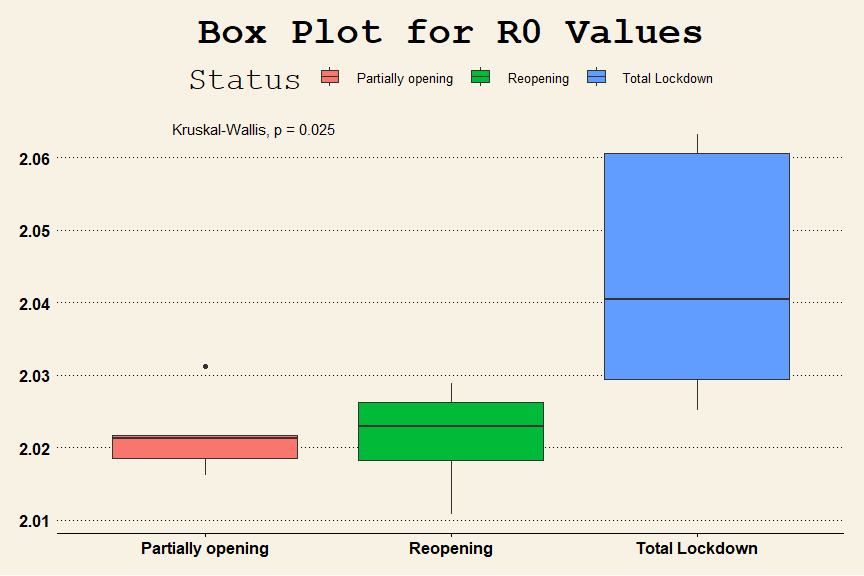 Box Plot for R0 Values
Status Partially opening Reopening Total Lockdown
Kruskal-Wallis, p = 0.025
2.06
2.05
2.04
2.03
2.02
2.01
Partially opening Reopening Total Lockdown